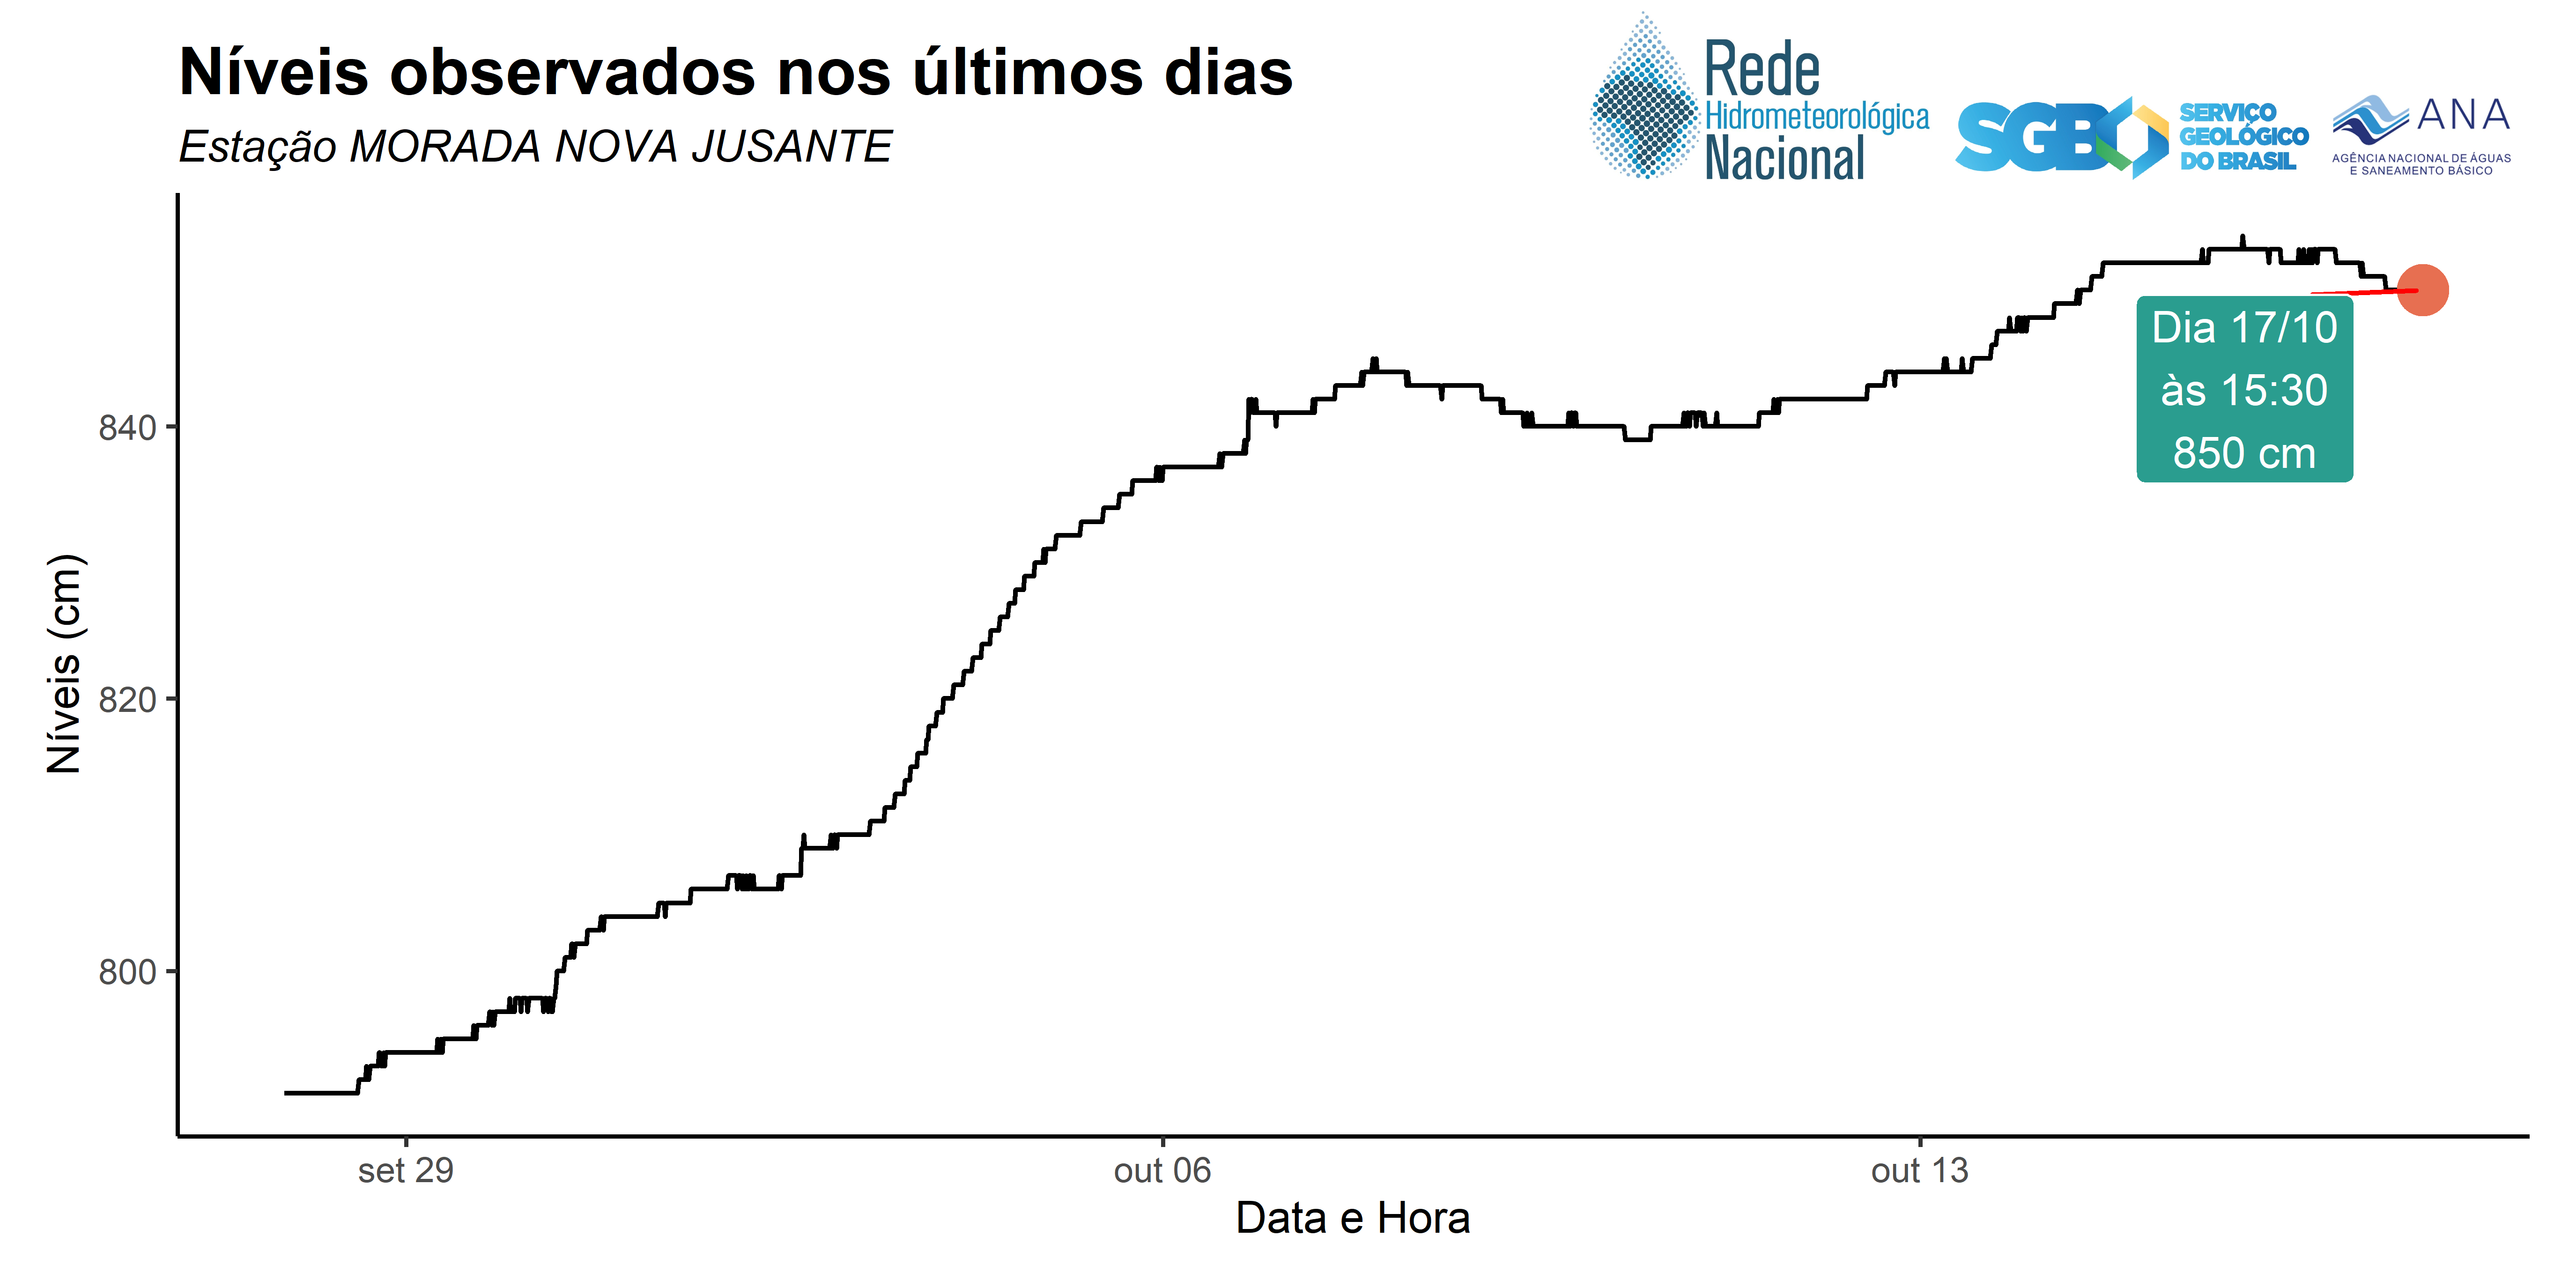 Níveis observados nos últimos dias
Estação MORADA NOVA JUSANTE
Rede
Hidrometeorológica
Nacional
SGB
SERVIÇO
GEOLÓGICO
DO BRASIL
ANA
AGÊNCIA NACIONAL DE ÁGUAS
E SANEAMENTO BÁSICO
Dia 17/10
às 15:30
850 cm
Níveis (cm)
840
820
800
set 29
out 06
out 13
Data e Hora